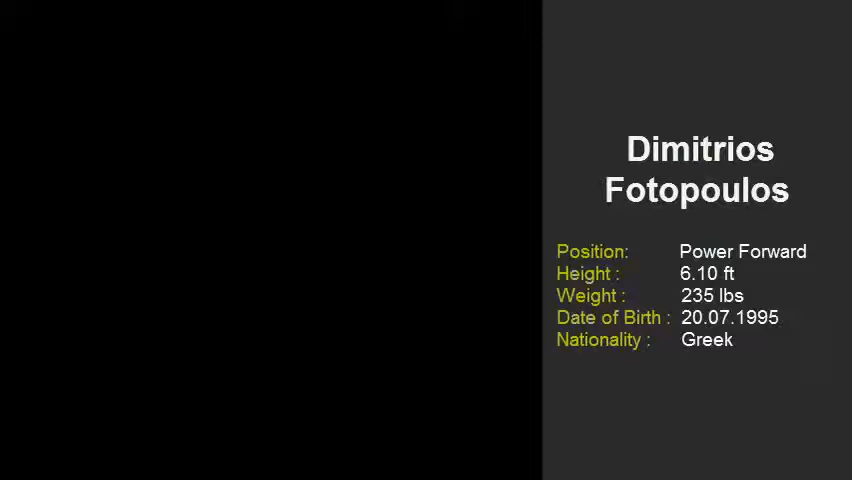 Dimitrios
Fotopoulos
Position: Power Forward
Height : 6.10 ft
Weight : 235 lbs
Date of Birth : 20.07.1995
Nationality : Greek